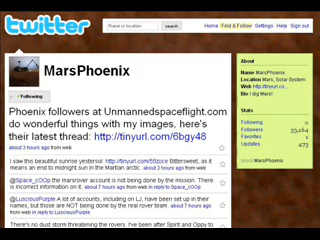 twitter
Name or location
search
Home Find & Follow Settings Help Sign out
MarsPhoenix
Following
Phoenix followers at Unmannedspaceflight.com
do wonderful things with my images, here's
their latest thread: http://tinyurl.com/6bgy48
about 3 hours ago from web
I saw this beautiful sunrise yestersol: http://tinyurl.com/55zoce Bittersweet, as it
means an end to midnight sun in the Martian arctic. about 3 hours ago from web
@Space_cOOp the marsrover account is not being done by the mission. There
is incorrect information on it. about 7 hours ago from web in reply to Space_cOOp
@LusciousPurple A lot of accounts, including on LJ, have been set up in their
names, but those are NOT being done by the real rover team. about 7 hours ago
from web in reply to LusciousPurple
There's no dust storm threatening the rovers. I've been after Spirit and Oppy to
About
Name MarsPhoenix
Location Mars, Solar System
Web http://tinyurl.co...
Bio I dig Mars!
Stats
Following 0
Followers 33,164
Favorites 1
Updates 473
block MarsPhoenix